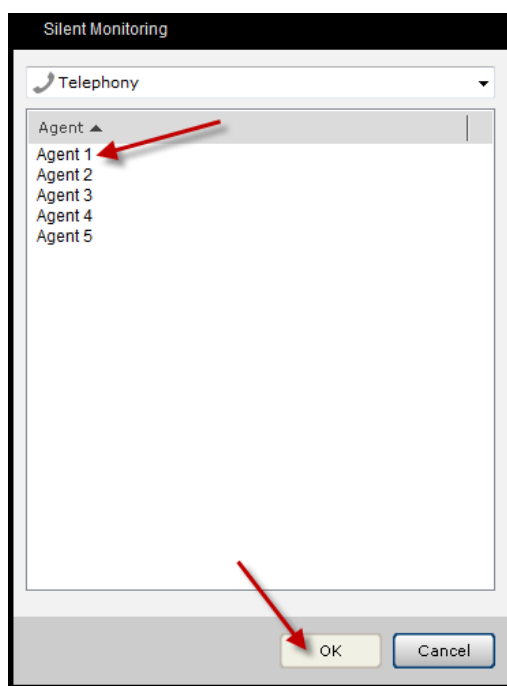 Silent Monitoring
Telephony
Agent
Agent 1
Agent 2
Agent 3
Agent 4
Agent 5
OK Cancel